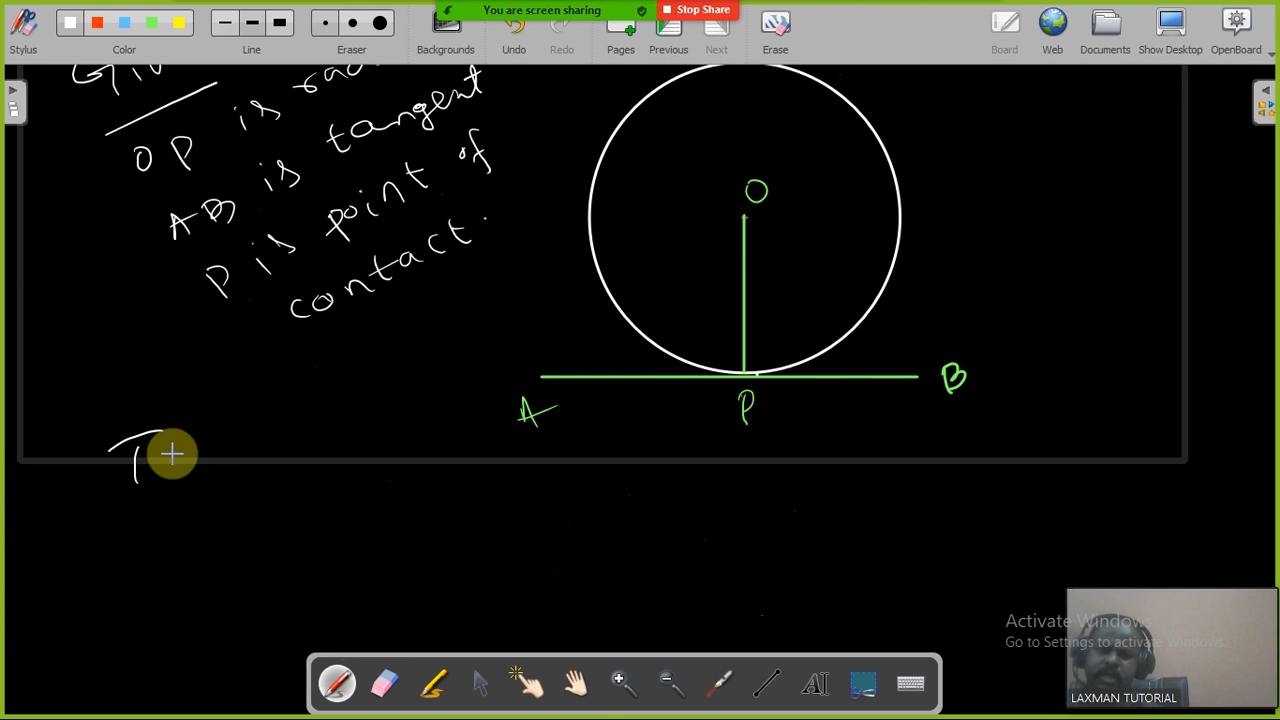 You are screen sharing
Stop Share
Stylus
Color
Line
Eraser
Backgrounds
Undo
Redo
Pages
Previous
Next
Erase
Board
Web
Documents
Show Desktop
OpenBoard
OP is
AB is tangent
P is point of
contact.
O
A
P
B
T
AI
Activate Windows
Go to Settings to activate Windows.
LAXMAN TUTORIAL